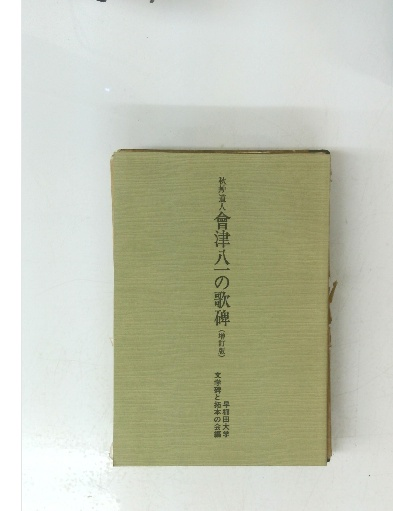 秋艸道人
會津八一の歌碑
(増訂版)
早稲田大学
文学碑と拓本の会編